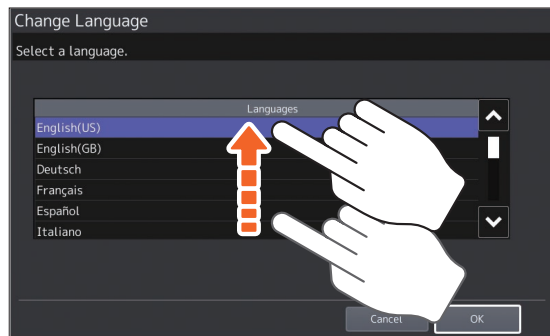 Change Language
Select a language.
Languages
English(US)
English(GB)
Deutsch
Français
Español
Italiano
Cancel
OK